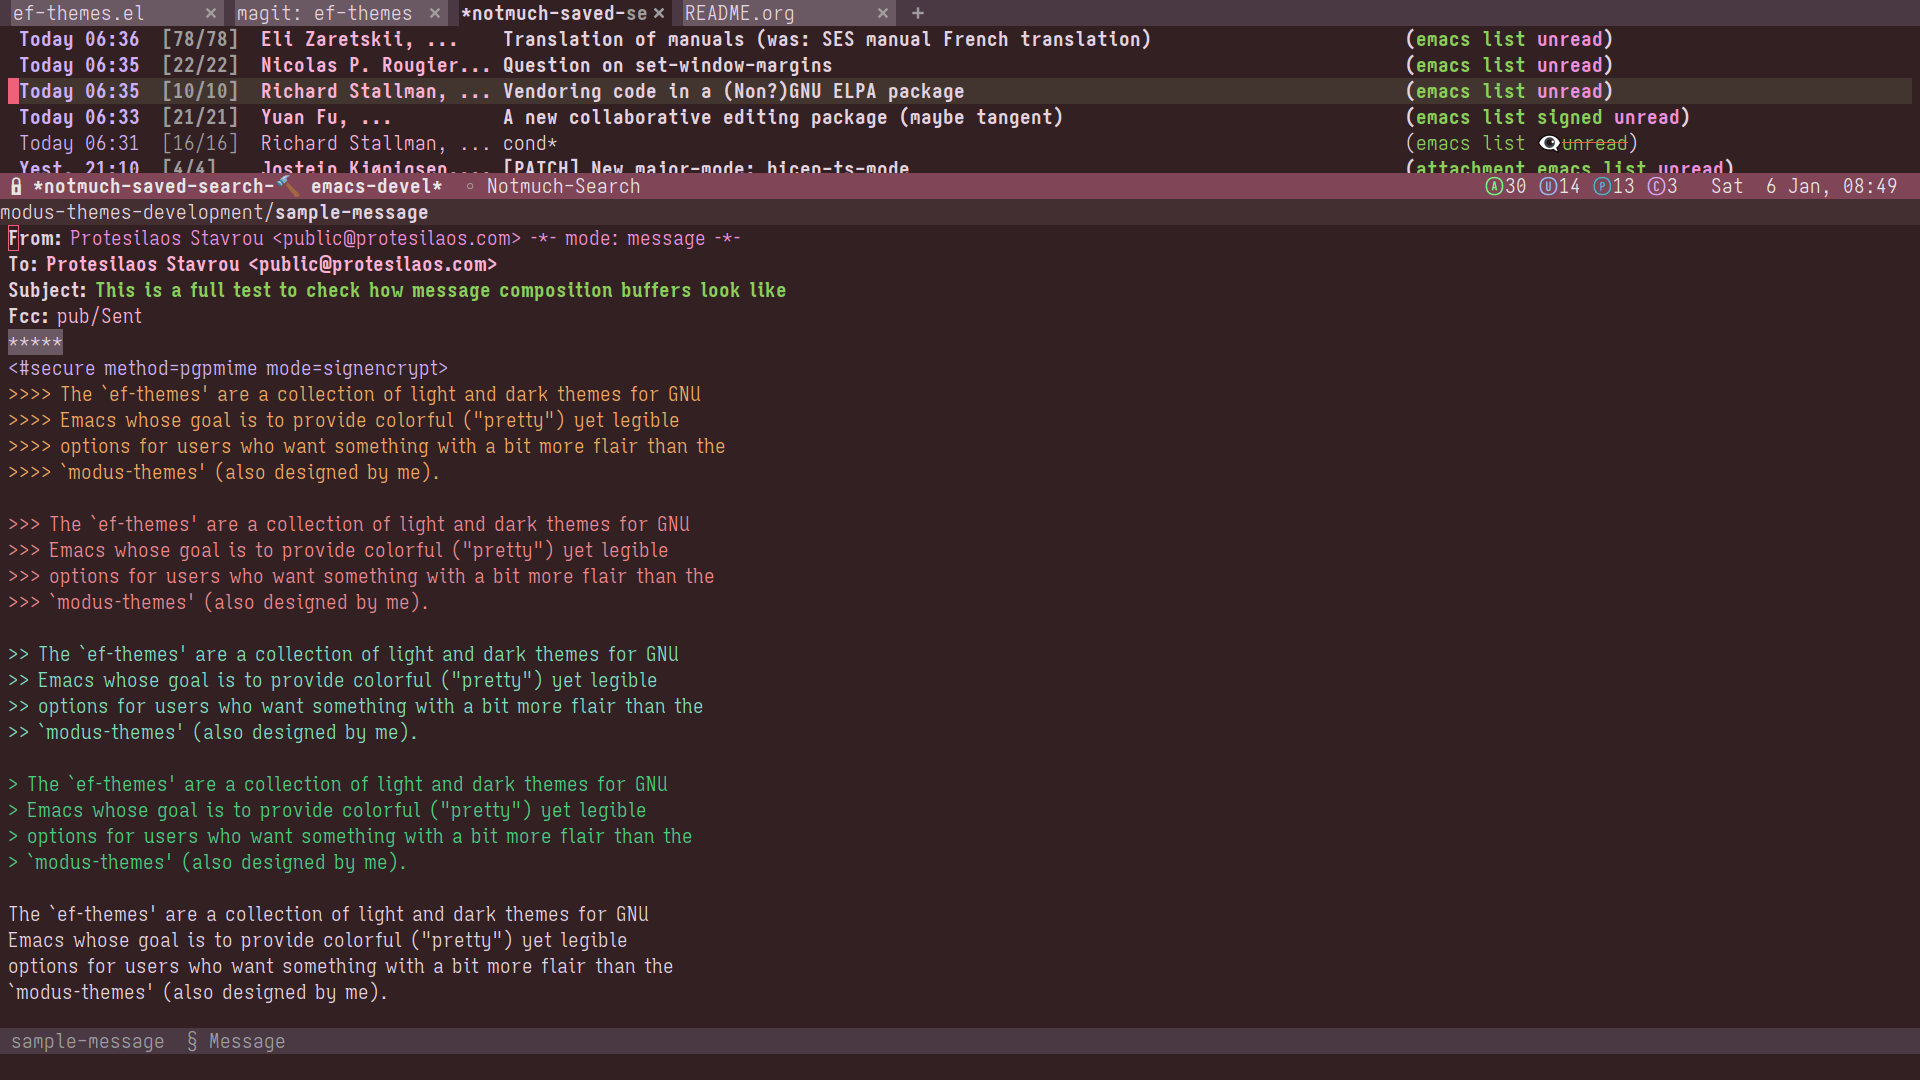 ef-themes.el × magit: ef-themes × *notmuch-saved-se × README.org × +
Today 06:36 [78/78] Eli Zaretskii, ... Translation of manuals (was: SES manual French translation) (emacs list unread)
Today 06:35 [22/22] Nicolas P. Rougier... Question on set-window-margins (emacs list unread)
Today 06:35 [10/10] Richard Stallman, ... Vendoring code in a (Non?)GNU ELPA package (emacs list unread)
Today 06:33 [21/21] Yuan Fu, ... A new collaborative editing package (maybe tangent) (emacs list signed unread)
Today 06:31 [16/16] Richard Stallman, ... cond* (emacs list 👁unread)
Yest. 21:10 [4/4] Jostein Kjønigsen... [PATCH] New major-mode: bicep-ts-mode (attachment emacs list unread)
*notmuch-saved-search-🔨 emacs-devel* ◦ Notmuch-Search Ⓐ30 Ⓤ14 Ⓟ13 Ⓒ3 Sat 6 Jan, 08:49
modus-themes-development/sample-message
From: Protesilaos Stavrou <public@protesilaos.com> -*- mode: message -*-
To: Protesilaos Stavrou <public@protesilaos.com>
Subject: This is a full test to check how message composition buffers look like
Fcc: pub/Sent
*****
<#secure method=pgpmime mode=signencrypt>
>>>> The `ef-themes' are a collection of light and dark themes for GNU
>>>> Emacs whose goal is to provide colorful ("pretty") yet legible
>>>> options for users who want something with a bit more flair than the
>>>> `modus-themes' (also designed by me).
>>> The `ef-themes' are a collection of light and dark themes for GNU
>>> Emacs whose goal is to provide colorful ("pretty") yet legible
>>> options for users who want something with a bit more flair than the
>>> `modus-themes' (also designed by me).
>> The `ef-themes' are a collection of light and dark themes for GNU
>> Emacs whose goal is to provide colorful ("pretty") yet legible
>> options for users who want something with a bit more flair than the
>> `modus-themes' (also designed by me).
> The `ef-themes' are a collection of light and dark themes for GNU
> Emacs whose goal is to provide colorful ("pretty") yet legible
> options for users who want something with a bit more flair than the
> `modus-themes' (also designed by me).
The `ef-themes' are a collection of light and dark themes for GNU
Emacs whose goal is to provide colorful ("pretty") yet legible
options for users who want something with a bit more flair than the
`modus-themes' (also designed by me).
sample-message § Message